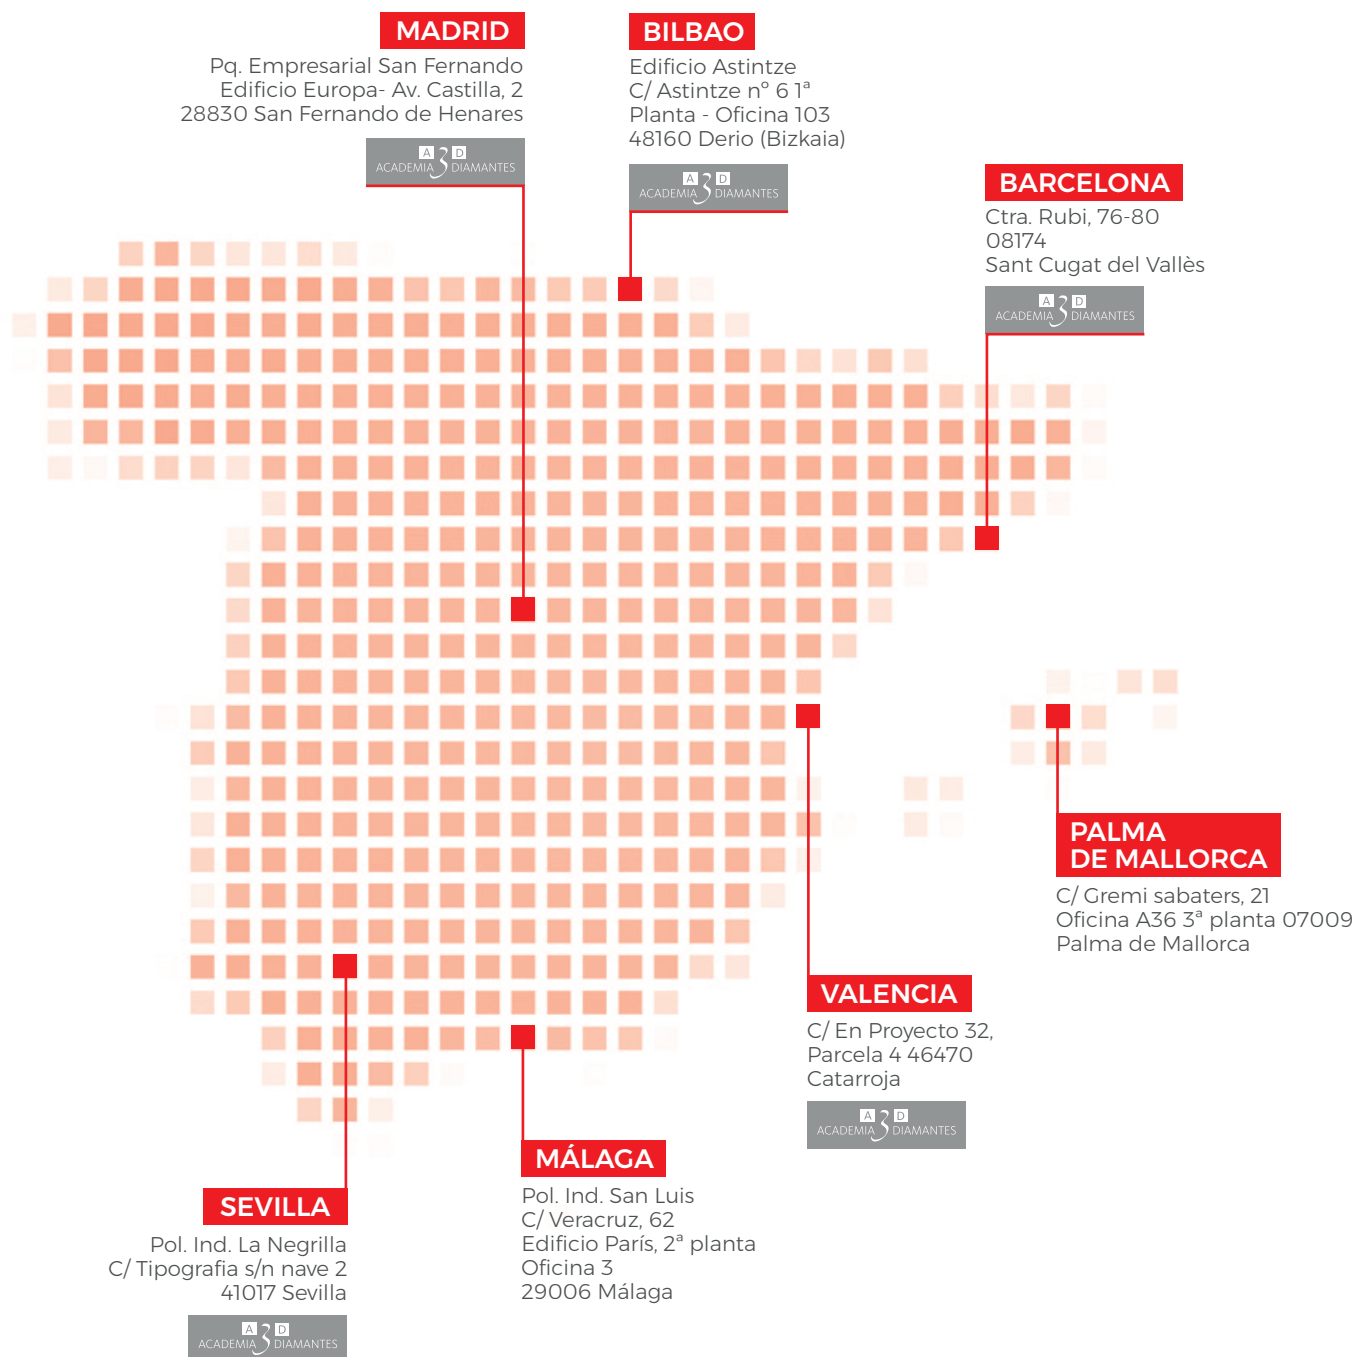 MADRID
Pq. Empresarial San Fernando
Edificio Europa- Av. Castilla, 2
28830 San Fernando de Henares
A 3 D
ACADEMIA DIAMANTES
BILBAO
Edificio Astintze
C/ Astintze nº 6 1ª
Planta - Oficina 103
48160 Derio (Bizkaia)
A 3 D
ACADEMIA DIAMANTES
BARCELONA
Ctra. Rubi, 76-80
08174
Sant Cugat del Vallès
A 3 D
ACADEMIA DIAMANTES
PALMA
DE MALLORCA
C/ Gremi sabaters, 21
Oficina A36 3ª planta 07009
Palma de Mallorca
VALENCIA
C/ En Proyecto 32,
Parcela 4 46470
Catarroja
A 3 D
ACADEMIA DIAMANTES
MÁLAGA
Pol. Ind. San Luis
C/ Veracruz, 62
Edificio París, 2ª planta
Oficina 3
29006 Málaga
SEVILLA
Pol. Ind. La Negrilla
C/ Tipografia s/n nave 2
41017 Sevilla
A 3 D
ACADEMIA DIAMANTES